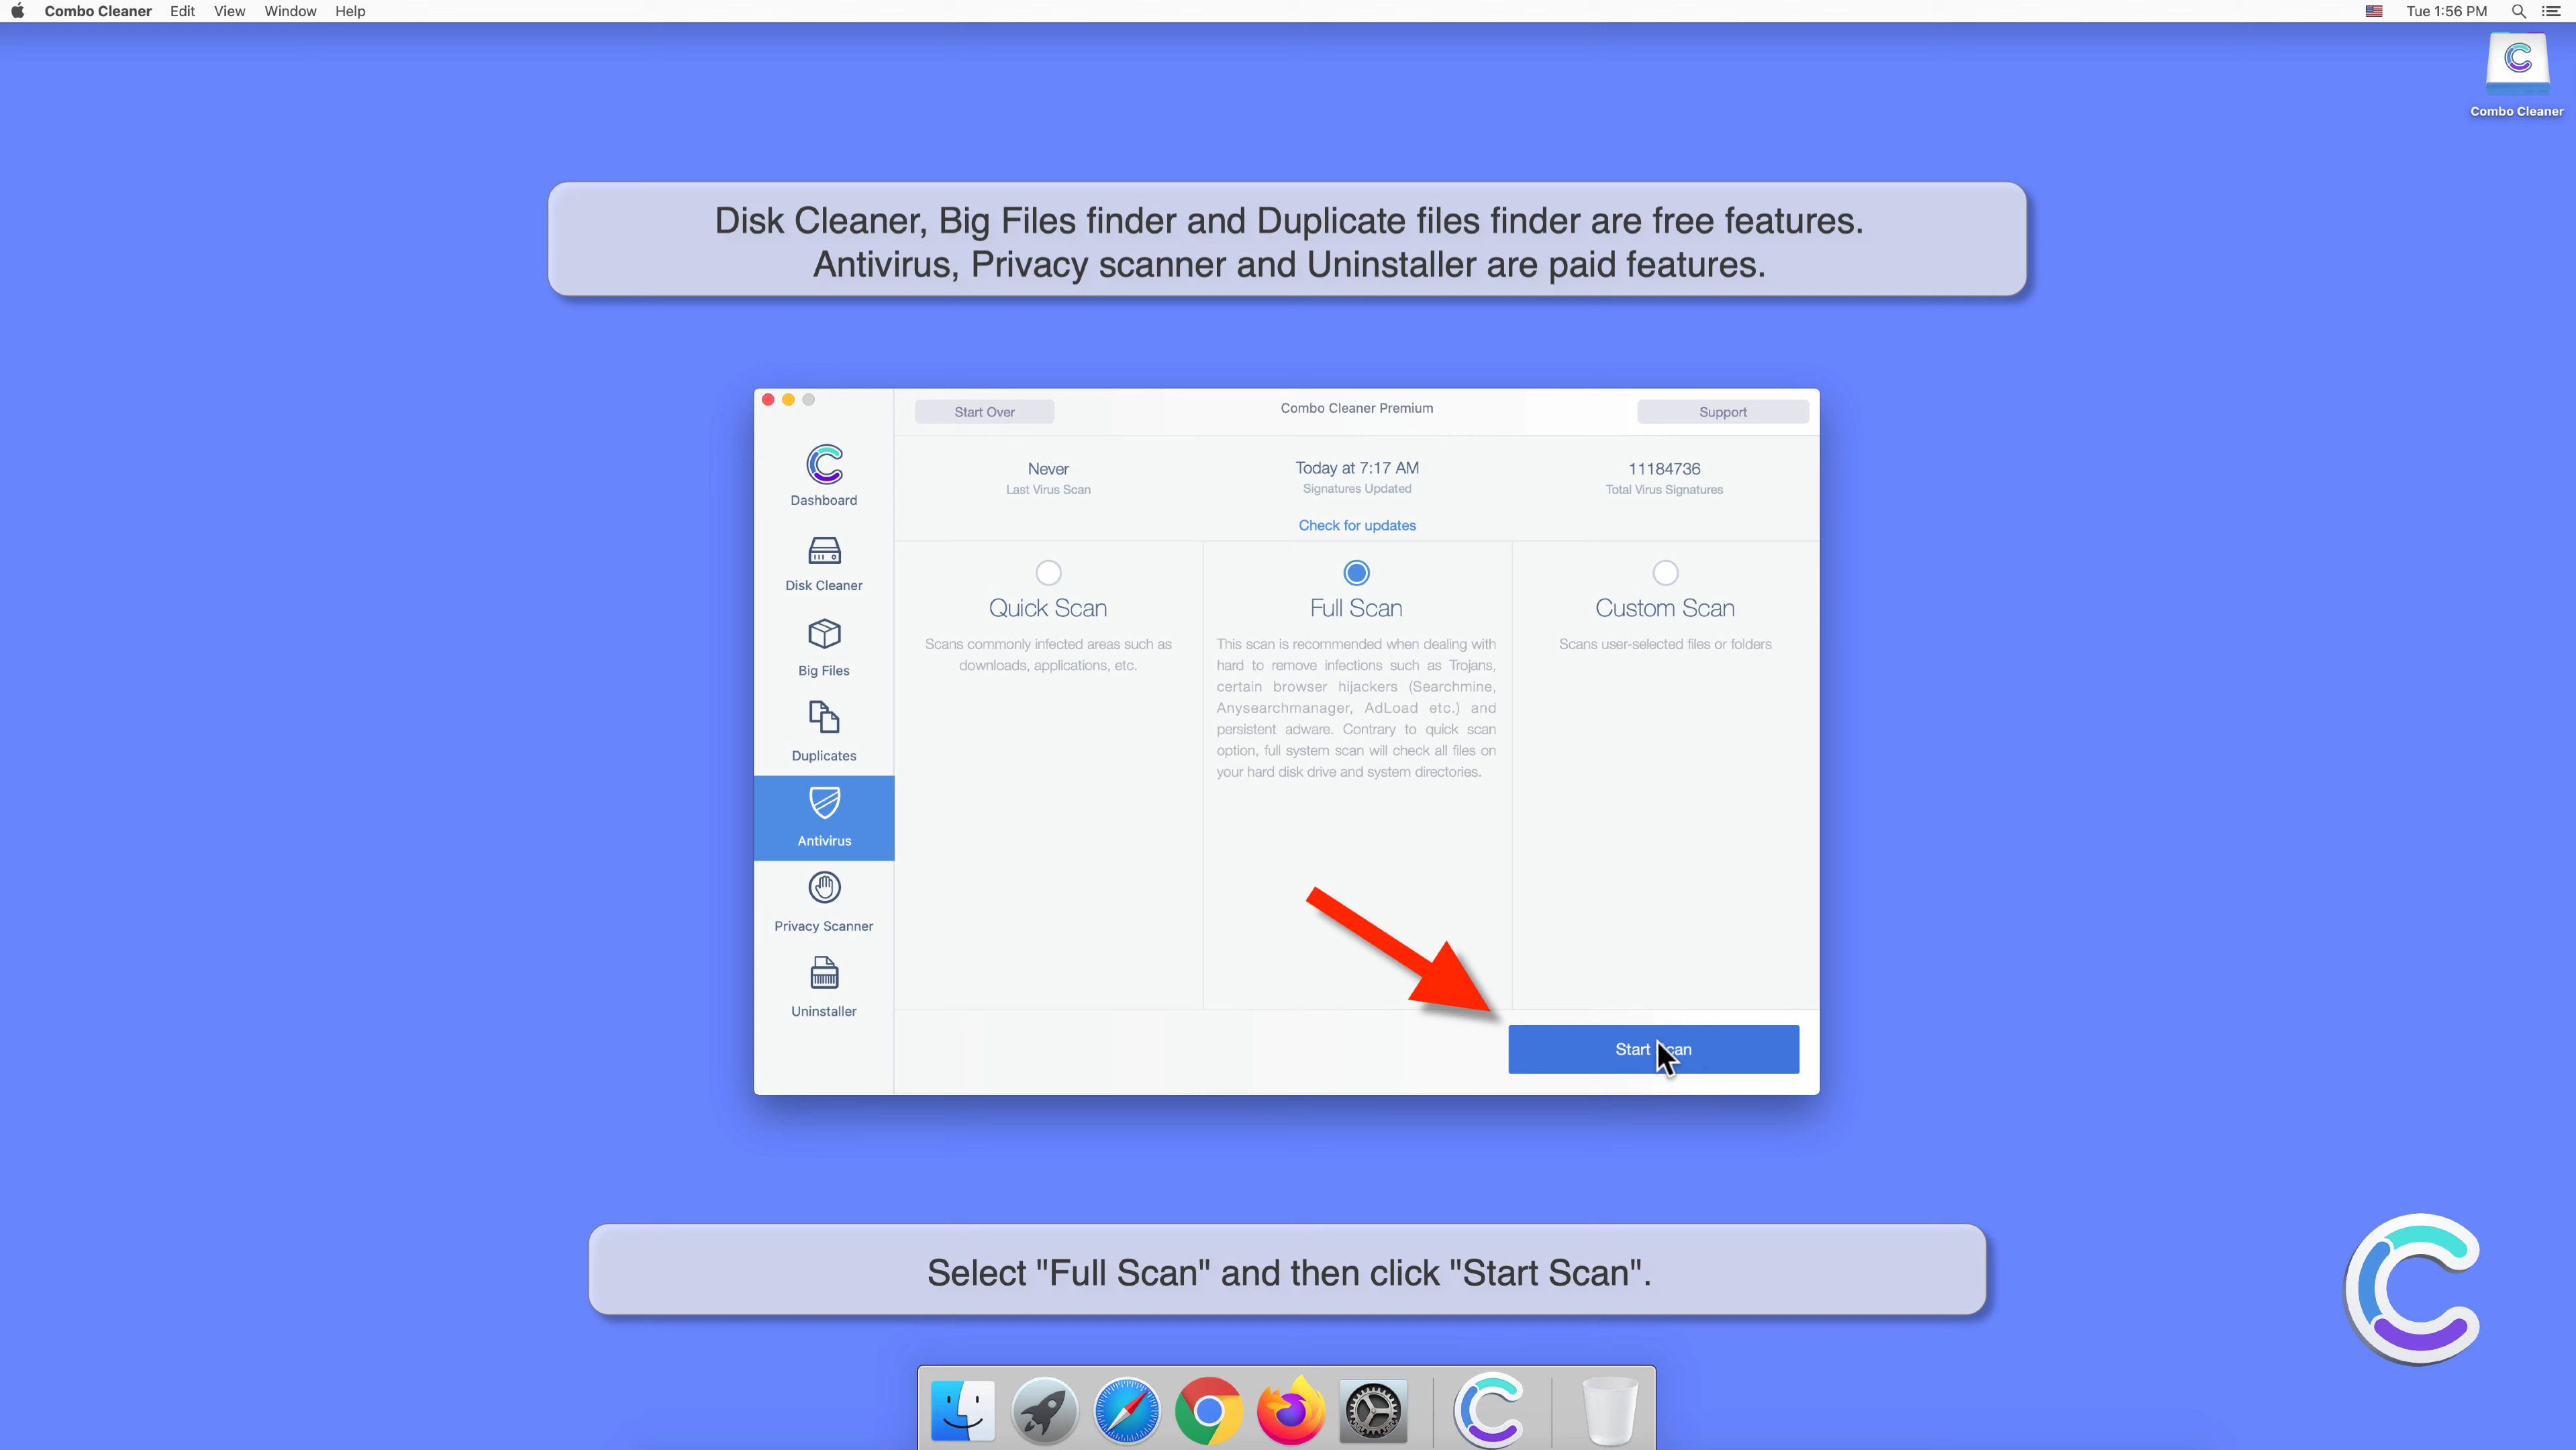 Combo Cleaner Edit View Window Help
Tue 1:56 PM
Combo Cleaner
Disk Cleaner, Big Files finder and Duplicate files finder are free features.
Antivirus, Privacy scanner and Uninstaller are paid features.
Start Over
Combo Cleaner Premium
Support
Dashboard
Disk Cleaner
Big Files
Duplicates
Antivirus
Privacy Scanner
Uninstaller
Never
Last Virus Scan
Today at 7:17 AM
Signatures Updated
Check for updates
11184736
Total Virus Signatures
Quick Scan
Scans commonly infected areas such as
downloads, applications, etc.
Full Scan
This scan is recommended when dealing with
hard to remove infections such as Trojans,
certain browser hijackers (Searchmine,
Anysearchmanager, AdLoad etc.) and
persistent adware. Contrary to quick scan
option, full system scan will check all files on
your hard disk drive and system directories.
Custom Scan
Scans user-selected files or folders
Start Scan
Select "Full Scan" and then click "Start Scan".